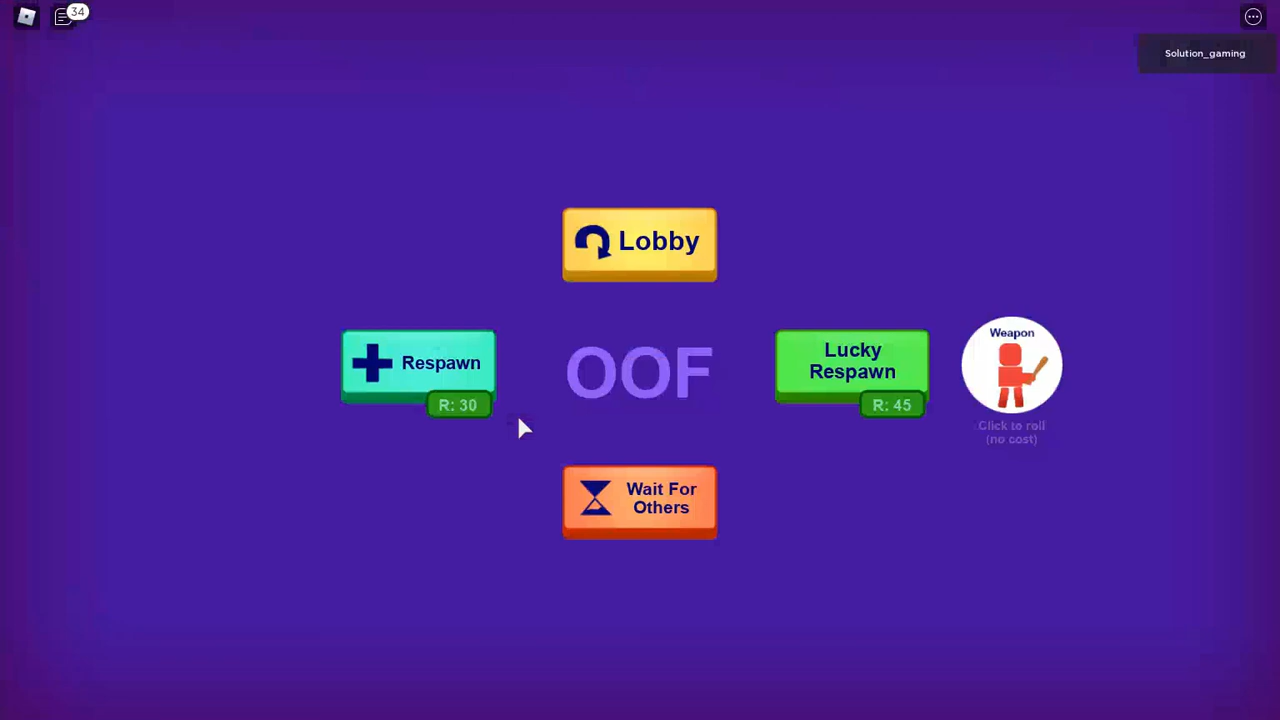 34
Solution_gaming
Lobby
Respawn
R: 30
OOF
Lucky
Respawn
R: 45
Weapon
Click to roll
(no cost)
Wait For
Others